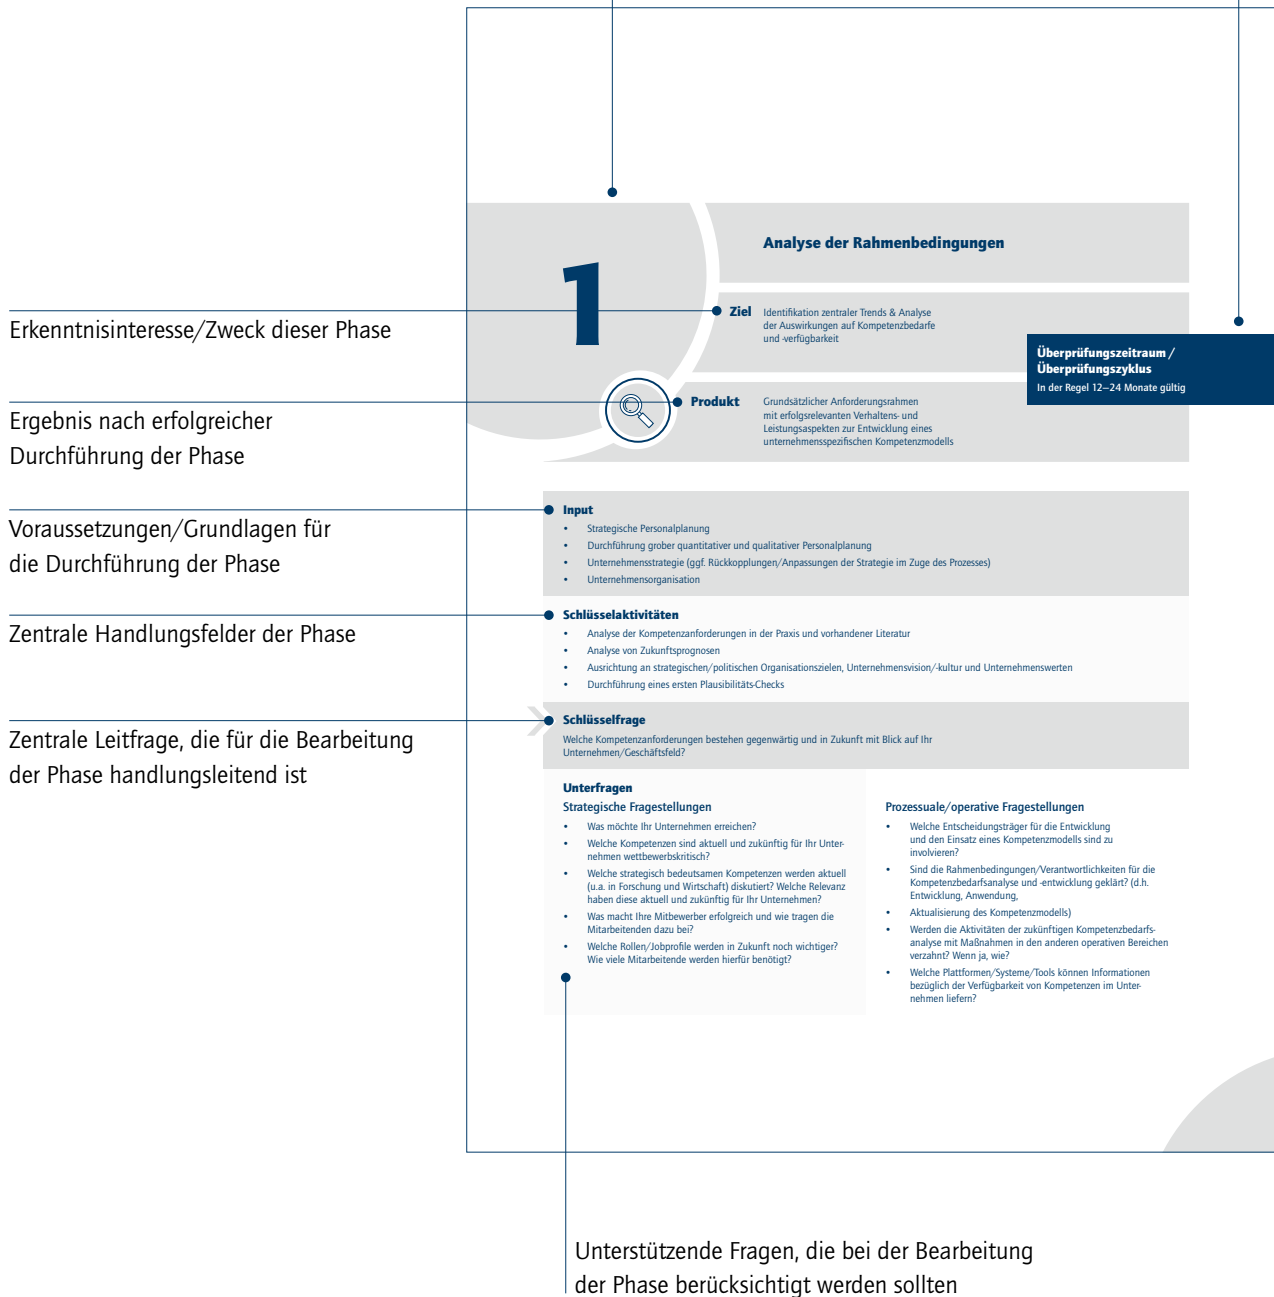 1
Analyse der Rahmenbedingungen
Erkenntnisinteresse/Zweck dieser Phase
Ziel
Identifikation zentraler Trends & Analyse
der Auswirkungen auf Kompetenzbedarfe
und -verfügbarkeit
Überprüfungszeitraum /
Überprüfungszyklus
In der Regel 12–24 Monate gültig
Ergebnis nach erfolgreicher
Durchführung der Phase
Produkt
Grundsätzlicher Anforderungsrahmen
mit erfolgsrelevanten Verhaltens- und
Leistungsaspekten zur Entwicklung eines
unternehmensspezifischen Kompetenzmodells
Voraussetzungen/Grundlagen für
die Durchführung der Phase
Input
• Strategische Personalplanung
• Durchführung grober quantitativer und qualitativer Personalplanung
• Unternehmensstrategie (ggf. Rückkopplungen/Anpassungen der Strategie im Zuge des Prozesses)
• Unternehmensorganisation
Zentrale Handlungsfelder der Phase
Schlüsselaktivitäten
• Analyse der Kompetenzanforderungen in der Praxis und vorhandener Literatur
• Analyse von Zukunftsprognosen
• Ausrichtung an strategischen/politischen Organisationszielen, Unternehmensvision/-kultur und Unternehmenswerten
• Durchführung eines ersten Plausibilitäts-Checks
Zentrale Leitfrage, die für die Bearbeitung
der Phase handlungsleitend ist
Schlüsselfrage
Welche Kompetenzanforderungen bestehen gegenwärtig und in Zukunft mit Blick auf Ihr
Unternehmen/Geschäftsfeld?
Unterfragen
Strategische Fragestellungen
• Was möchte Ihr Unternehmen erreichen?
• Welche Kompetenzen sind aktuell und zukünftig für Ihr Unter-
nehmen wettbewerbskritisch?
• Welche strategisch bedeutsamen Kompetenzen werden aktuell
(u.a. in Forschung und Wirtschaft) diskutiert? Welche Relevanz
haben diese aktuell und zukünftig für Ihr Unternehmen?
• Was macht Ihre Mitbewerber erfolgreich und wie tragen die
Mitarbeitenden dazu bei?
• Welche Rollen/Jobprofile werden in Zukunft noch wichtiger?
Wie viele Mitarbeitende werden hierfür benötigt?
Prozessuale/operative Fragestellungen
• Welche Entscheidungsträger für die Entwicklung
und den Einsatz eines Kompetenzmodells sind zu
involvieren?
• Sind die Rahmenbedingungen/Verantwortlichkeiten für die
Kompetenzbedarfsanalyse und -entwicklung geklärt? (d.h.
Entwicklung, Anwendung,
• Aktualisierung des Kompetenzmodells)
• Werden die Aktivitäten der zukünftigen Kompetenzbedarfs-
analyse mit Maßnahmen in den anderen operativen Bereichen
verzahnt? Wenn ja, wie?
• Welche Plattformen/Systeme/Tools können Informationen
bezüglich der Verfügbarkeit von Kompetenzen im Unter-
nehmen liefern?
Unterstützende Fragen, die bei der Bearbeitung
der Phase berücksichtigt werden sollten